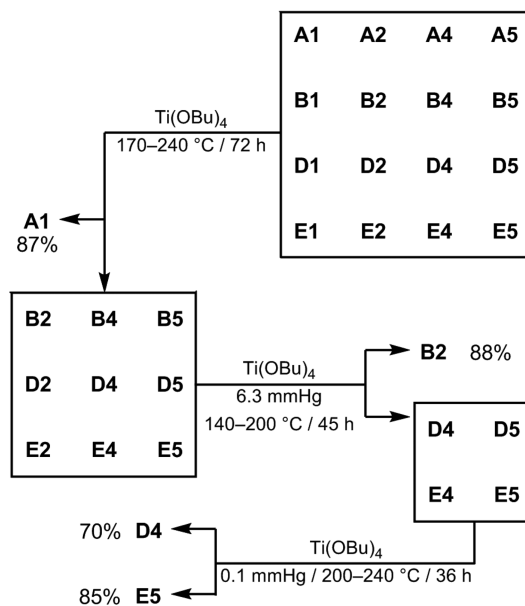 A1 A2 A4 A5
B1 B2 B4 B5
D1 D2 D4 D5
E1 E2 E4 E5
Ti(OBu)4
170–240 °C / 72 h
A1
87%
B2 B4 B5
D2 D4 D5
E2 E4 E5
Ti(OBu)4
6.3 mmHg
140–200 °C / 45 h
B2 88%
D4 D5
E4 E5
70% D4
85% E5
Ti(OBu)4
0.1 mmHg / 200–240 °C / 36 h